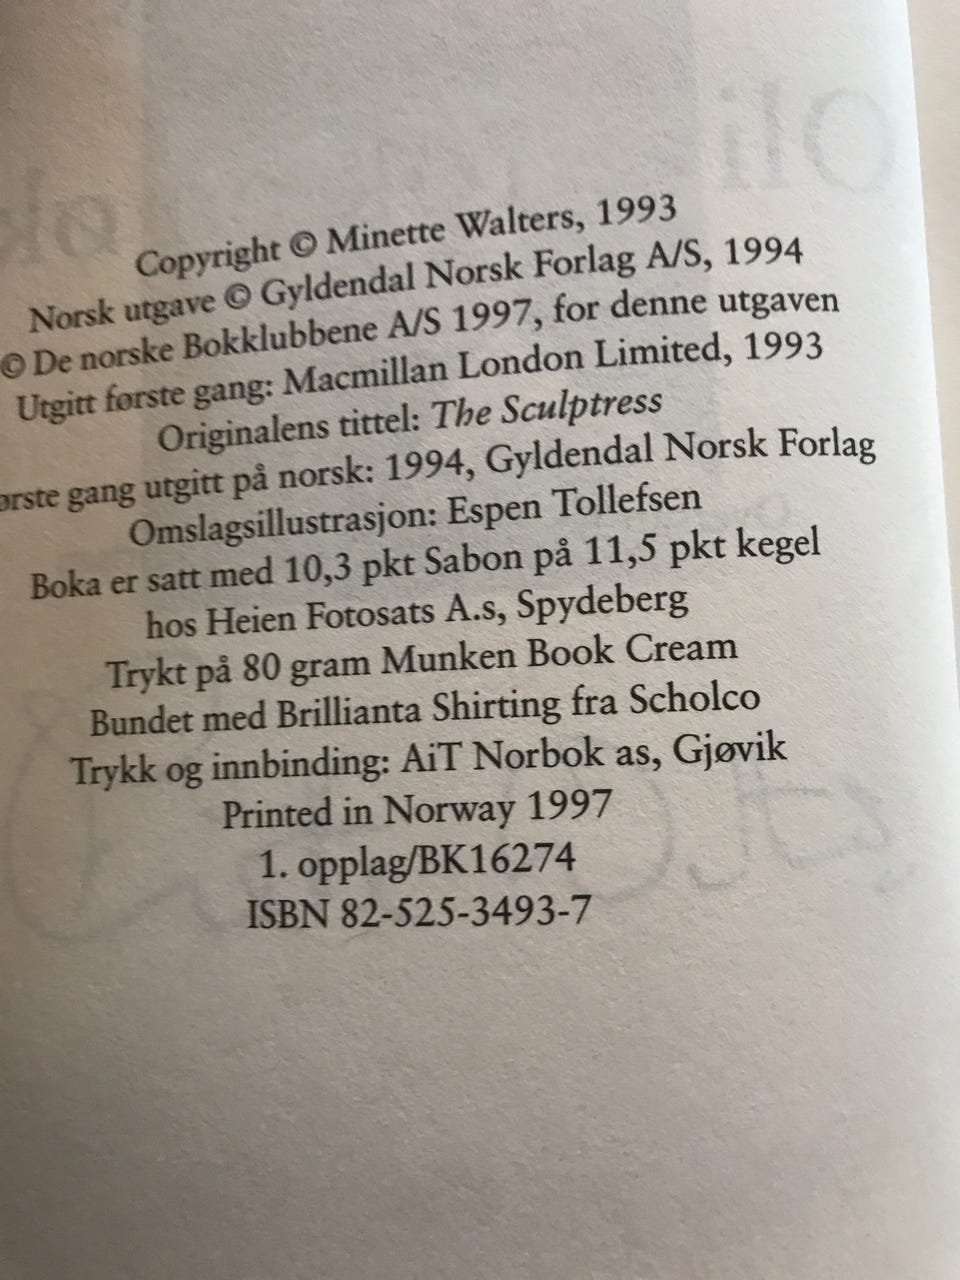 Copyright © Minette Walters, 1993
Norsk utgave © Gyldendal Norsk Forlag A/S, 1994
© De norske Bokklubbene A/S 1997, for denne utgaven
Utgitt første gang: Macmillan London Limited, 1993
Originalens tittel: The Sculptress
ørste gang utgitt på norsk: 1994, Gyldendal Norsk Forlag
Omslagsillustrasjon: Espen Tollefsen
Boka er satt med 10,3 pkt Sabon på 11,5 pkt kegel
hos Heien Fotosats A.s, Spydeberg
Trykt på 80 gram Munken Book Cream
Bundet med Brillianta Shirting fra Scholco
Trykk og innbinding: AiT Norbok as, Gjøvik
Printed in Norway 1997
1. opplag/BK16274
ISBN 82-525-3493-7